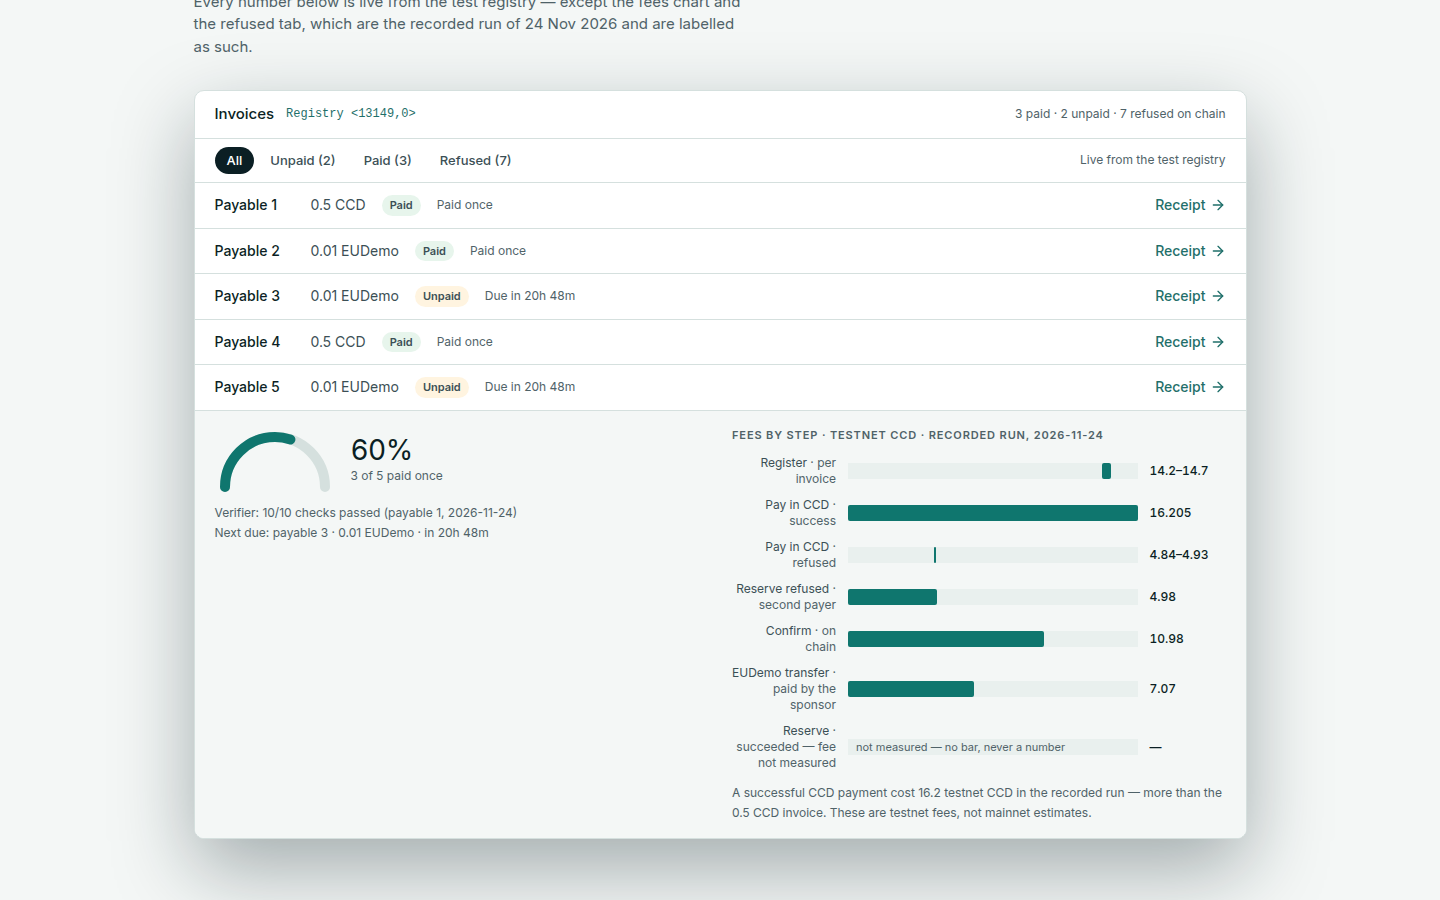 Every number below is live from the test registry — except the fees chart and
the refused tab, which are the recorded run of 24 Nov 2026 and are labelled
as such.
Invoices Registry <13149,0>
3 paid · 2 unpaid · 7 refused on chain
All Unpaid (2) Paid (3) Refused (7)
Live from the test registry
Payable 1 0.5 CCD Paid Paid once Receipt →
Payable 2 0.01 EUDemo Paid Paid once Receipt →
Payable 3 0.01 EUDemo Unpaid Due in 20h 48m Receipt →
Payable 4 0.5 CCD Paid Paid once Receipt →
Payable 5 0.01 EUDemo Unpaid Due in 20h 48m Receipt →
60%
3 of 5 paid once
Verifier: 10/10 checks passed (payable 1, 2026-11-24)
Next due: payable 3 · 0.01 EUDemo · in 20h 48m
FEES BY STEP · TESTNET CCD · RECORDED RUN, 2026-11-24
Register · per
invoice
14.2–14.7
Pay in CCD ·
success
16.205
Pay in CCD ·
refused
4.84–4.93
Reserve refused ·
second payer
4.98
Confirm · on
chain
10.98
EUDemo transfer ·
paid by the
sponsor
7.07
Reserve ·
succeeded — fee
not measured
not measured — no bar, never a number
—
A successful CCD payment cost 16.2 testnet CCD in the recorded run — more than the
0.5 CCD invoice. These are testnet fees, not mainnet estimates.